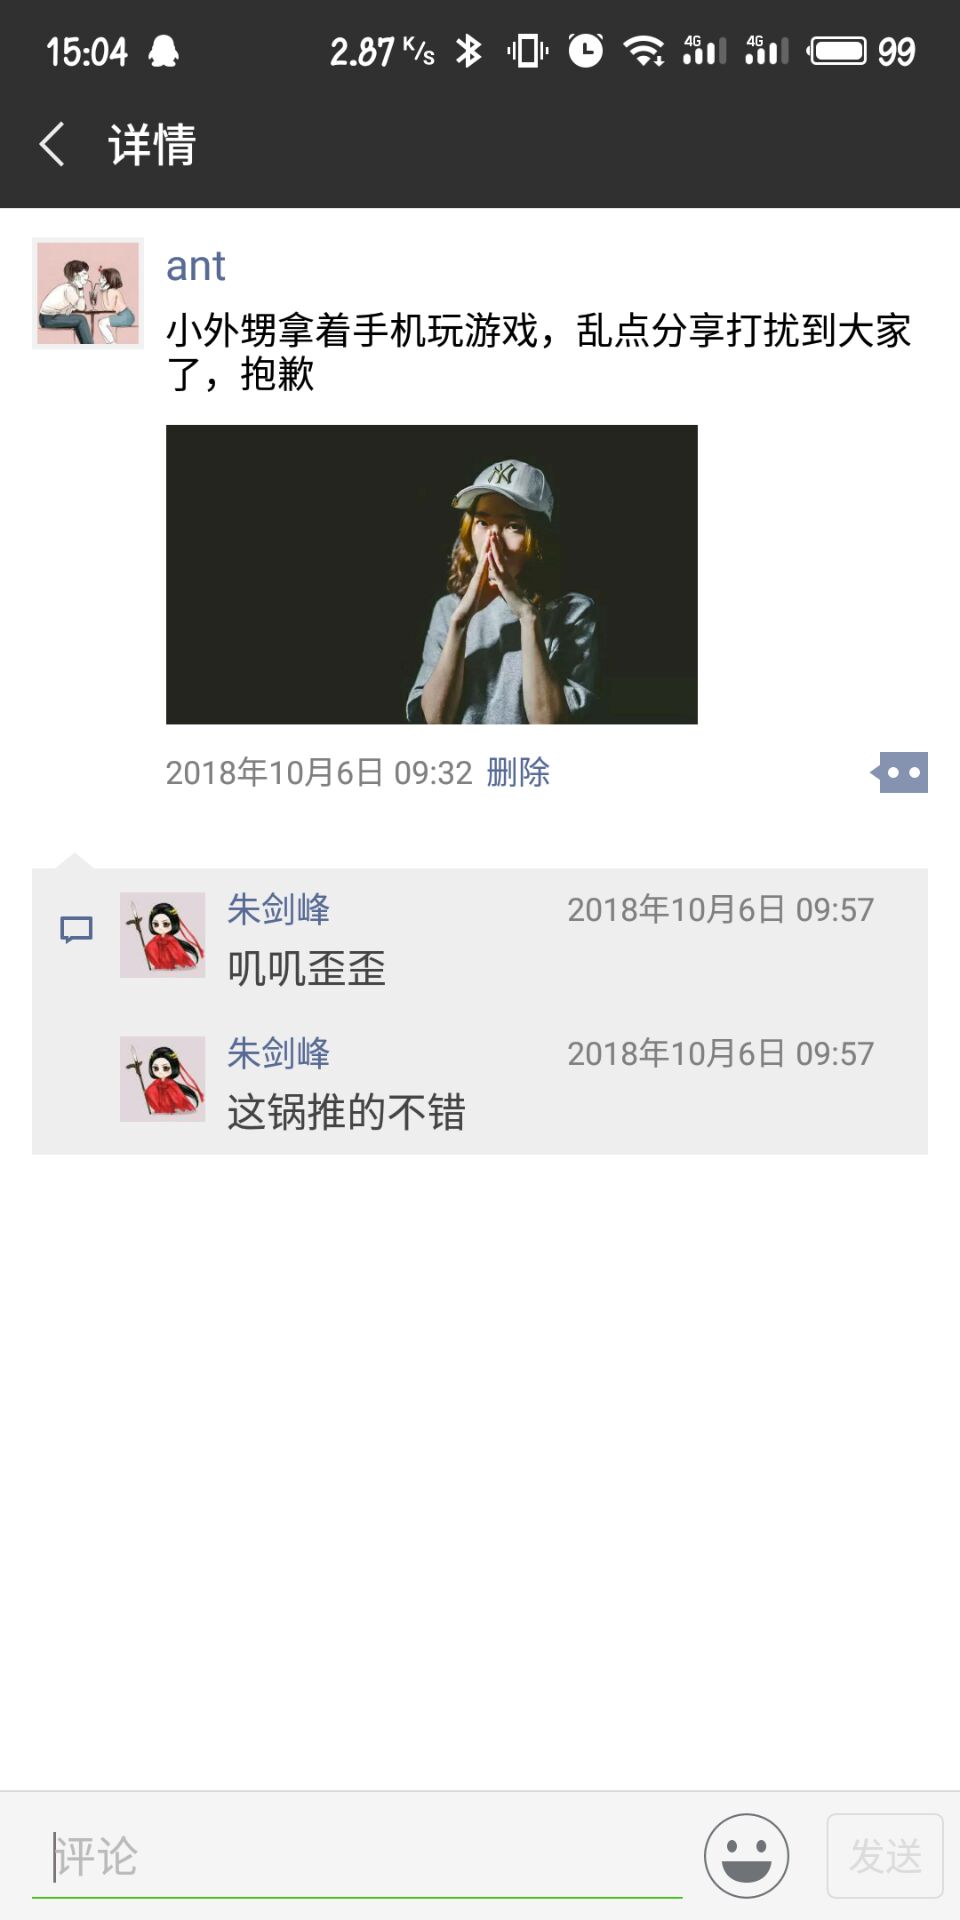 15:04 2.87 K/s 4G 4G 99
详情
ant
小外甥拿着手机玩游戏，乱点分享打扰到大家
了，抱歉
NY
2018年10月6日 09:32 删除
朱剑峰 2018年10月6日 09:57
叽叽歪歪
朱剑峰 2018年10月6日 09:57
这锅推的不错
评论 发送